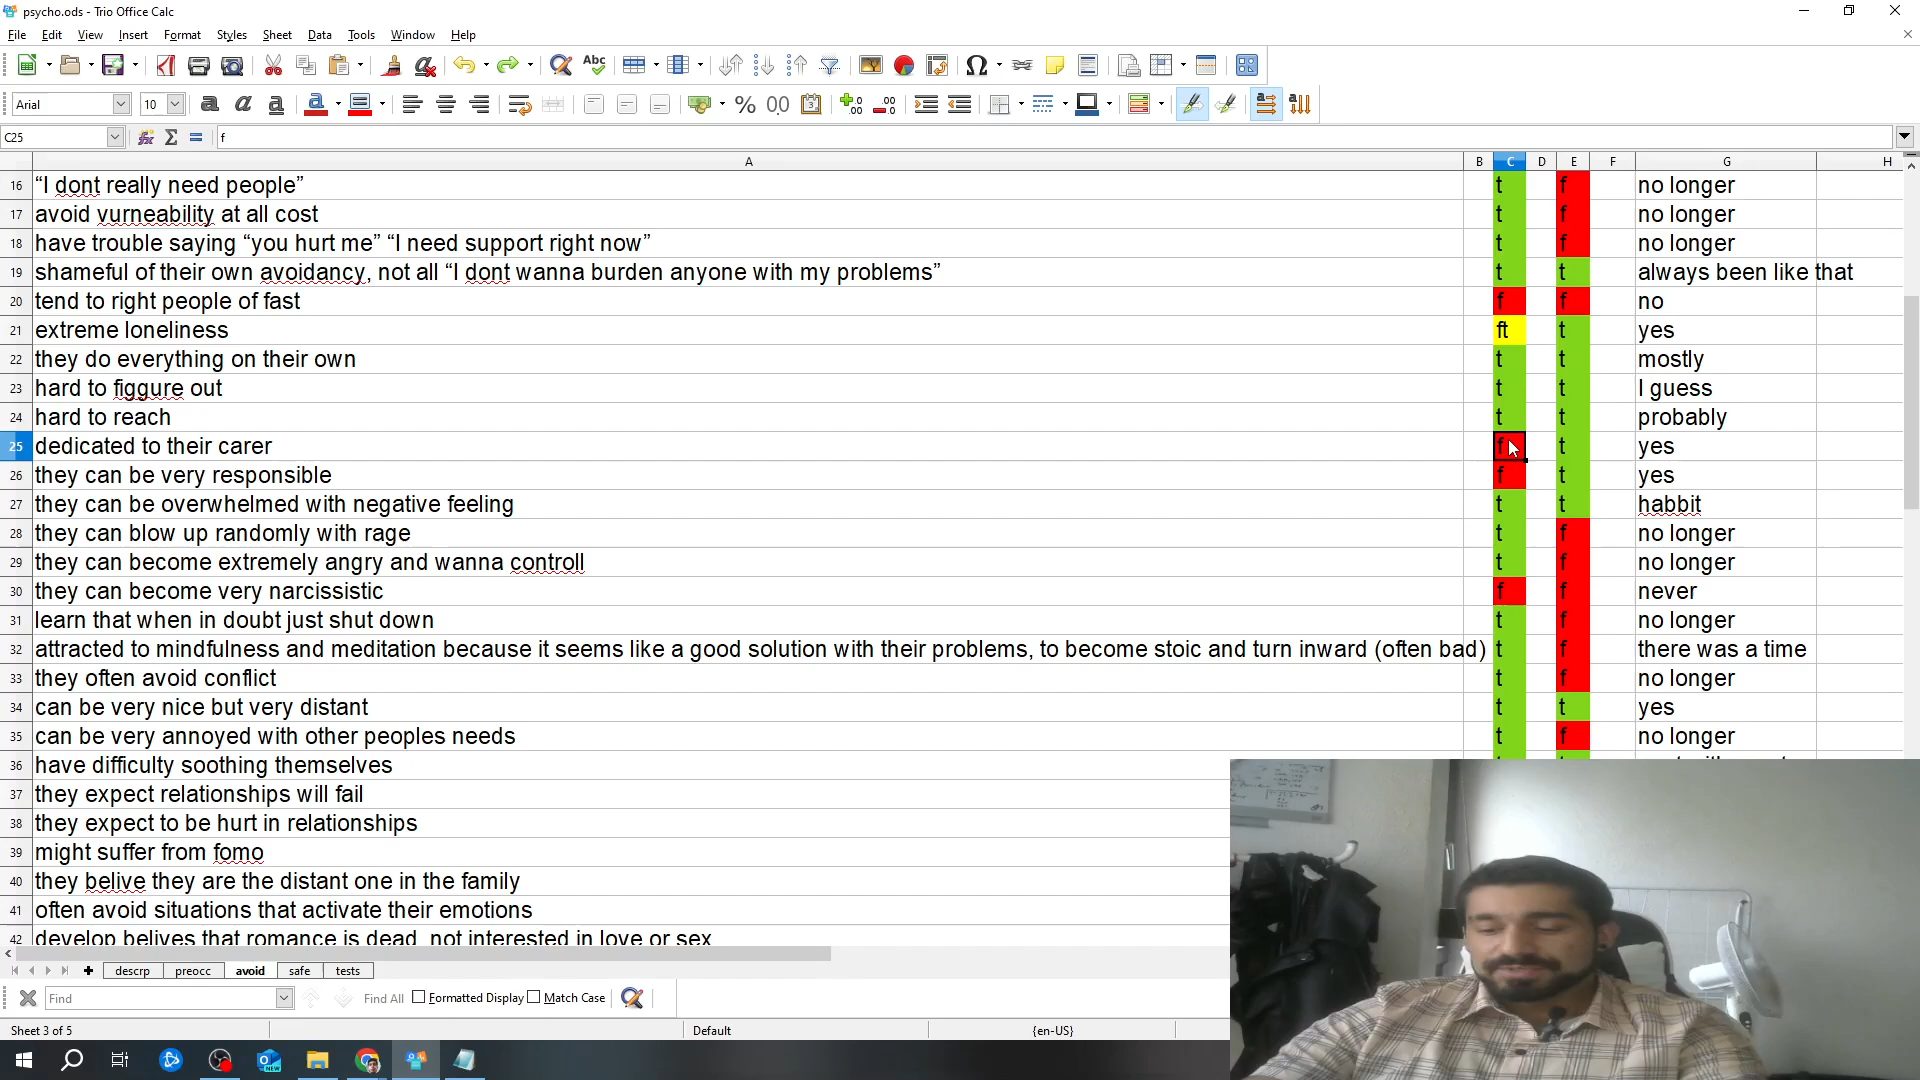 psycho.ods - Trio Office Calc
File Edit View Insert Format Styles Sheet Data Tools Window Help
Arial 10
C25 f
A B C D E F G H
16 “I dont really need people” t f no longer
17 avoid vurneability at all cost t f no longer
18 have trouble saying “you hurt me” “I need support right now” t f no longer
19 shameful of their own avoidancy, not all “I dont wanna burden anyone with my problems” t t always been like that
20 tend to right people of fast f f no
21 extreme loneliness ft t yes
22 they do everything on their own t t mostly
23 hard to figgure out t t I guess
24 hard to reach t t probably
25 dedicated to their carer f t yes
26 they can be very responsible f t yes
27 they can be overwhelmed with negative feeling t t habbit
28 they can blow up randomly with rage t f no longer
29 they can become extremely angry and wanna controll t f no longer
30 they can become very narcissistic f f never
31 learn that when in doubt just shut down t f no longer
32 attracted to mindfulness and meditation because it seems like a good solution with their problems, to become stoic and turn inward (often bad) t f there was a time
33 they often avoid conflict t f no longer
34 can be very nice but very distant t t yes
35 can be very annoyed with other peoples needs t f no longer
36 have difficulty soothing themselves
37 they expect relationships will fail
38 they expect to be hurt in relationships
39 might suffer from fomo
40 they belive they are the distant one in the family
41 often avoid situations that activate their emotions
42 develop belives that romance is dead, not interested in love or sex
descrp preocc avoid safe tests
Find Find All Formatted Display Match Case
Sheet 3 of 5 Default {en-US}